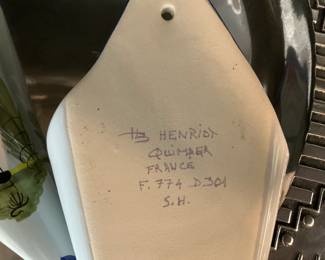 HB HENRIOT
QUIMPER
FRANCE
F. 774 D301
S.H.